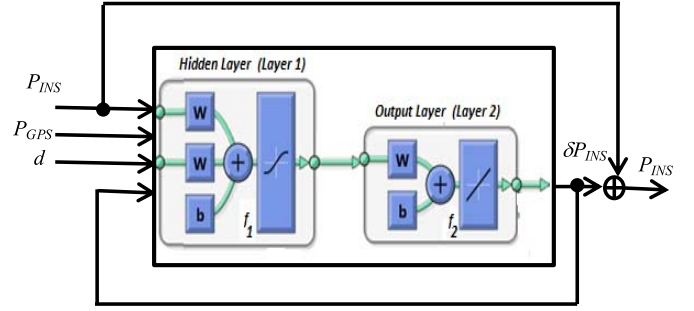 Hidden Layer (Layer 1)
P_INS
P_GPS
d
W
W
b
+
f_1
Output Layer (Layer 2)
W
b
+
f_2
δP_INS
P_INS